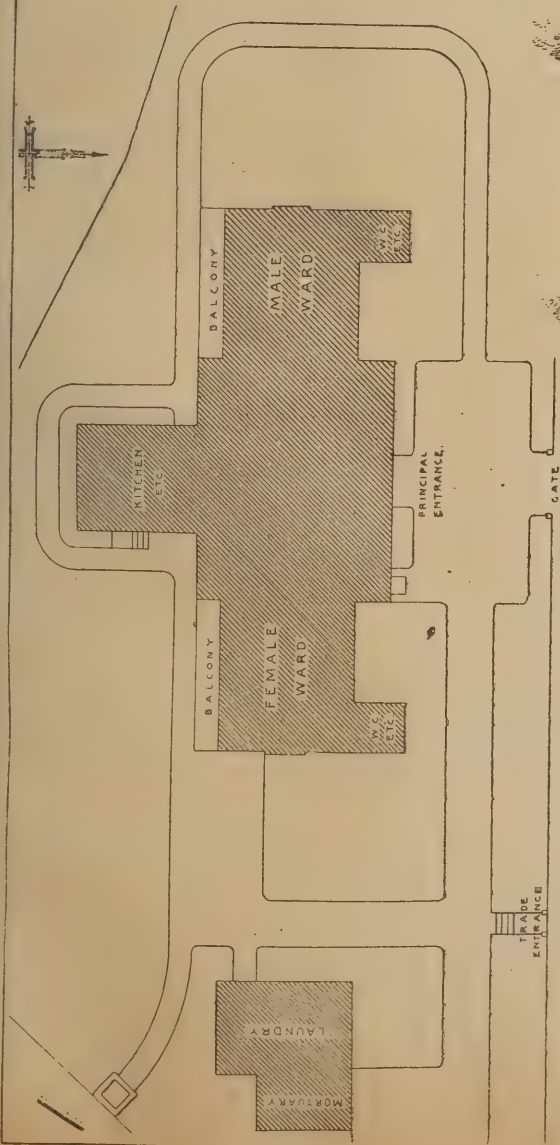 BALCONY
MALE
WARD
W.C.
ETC.
KITCHEN
ETC.
PRINCIPAL
ENTRANCE.
GATE
BALCONY
FEMALE
WARD
W.C.
ETC.
TRADE
ENTRANCE
LAUNDRY
MORTUARY